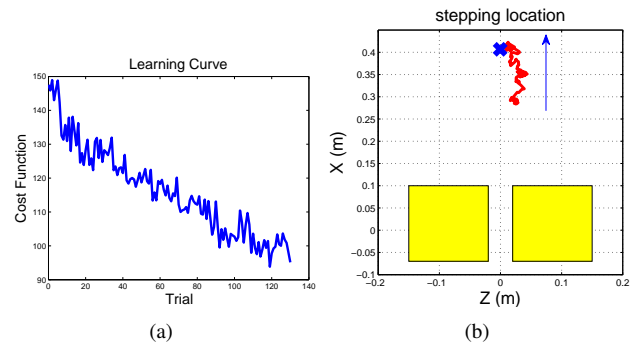 Learning Curve
Cost Function
150
140
130
120
110
100
90
0 20 40 60 80 100 120 140
Trial
(a)
stepping location
X (m)
0.4
0.35
0.3
0.25
0.2
0.15
0.1
0.05
0
-0.05
-0.1
-0.2 -0.1 0 0.1 0.2
Z (m)
(b)